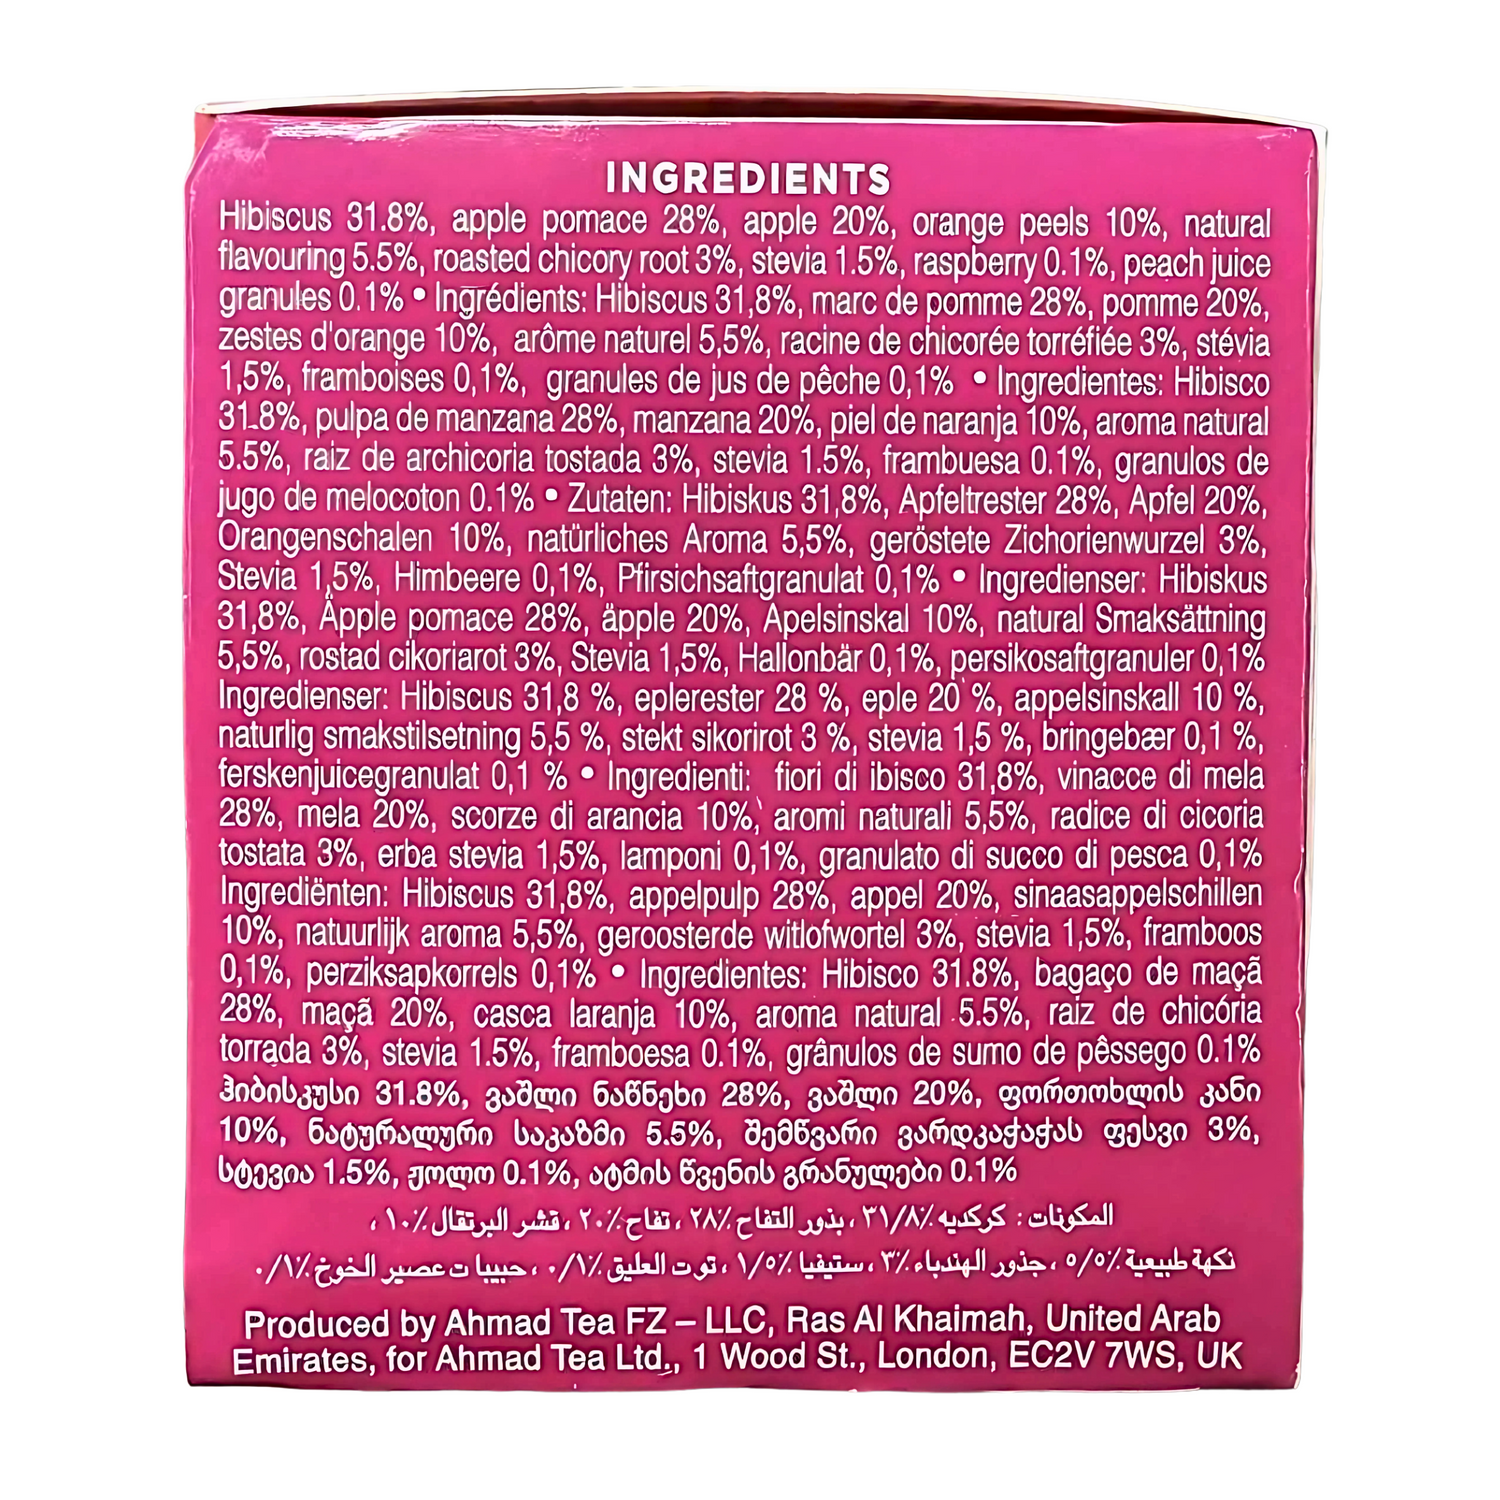 INGREDIENTS
Hibiscus 31.8%, apple pomace 28%, apple 20%, orange peels 10%, natural
flavouring 5.5%, roasted chicory root 3%, stevia 1.5%, raspberry 0.1%, peach juice
granules 0.1% • Ingrédients: Hibiscus 31,8%, marc de pomme 28%, pomme 20%,
zestes d'orange 10%, arôme naturel 5,5%, racine de chicorée torréfiée 3%, stévia
1,5%, framboises 0,1%, granules de jus de pêche 0,1% • Ingredientes: Hibisco
31.8%, pulpa de manzana 28%, manzana 20%, piel de naranja 10%, aroma natural
5.5%, raiz de archicoria tostada 3%, stevia 1.5%, frambuesa 0.1%, granulos de
jugo de melocoton 0.1% • Zutaten: Hibiskus 31,8%, Apfeltrester 28%, Apfel 20%,
Orangenschalen 10%, natürliches Aroma 5,5%, geröstete Zichorienwurzel 3%,
Stevia 1,5%, Himbeere 0,1%, Pfirsichsaftgranulat 0,1% • Ingredienser: Hibiskus
31,8%, Äpple pomace 28%, äpple 20%, Apelsinskal 10%, natural Smaksättning
5,5%, rostad cikoriarot 3%, Stevia 1,5%, Hallonbär 0,1%, persikosaftgranuler 0,1%
Ingredienser: Hibiscus 31,8 %, eplerester 28 %, eple 20 %, appelsinskall 10 %,
naturlig smakstilsetning 5,5 %, stekt sikorirot 3 %, stevia 1,5 %, bringebær 0,1 %,
ferskenjuicegranulat 0,1 % • Ingredienti: fiori di ibisco 31,8%, vinacce di mela
28%, mela 20%, scorze di arancia 10%, aromi naturali 5,5%, radice di cicoria
tostata 3%, erba stevia 1,5%, lamponi 0,1%, granulato di succo di pesca 0,1%
Ingrediënten: Hibiscus 31,8%, appelpulp 28%, appel 20%, sinaasappelschillen
10%, natuurlijk aroma 5,5%, geroosterde witlofwortel 3%, stevia 1,5%, framboos
0,1%, perziksapkorrels 0,1% • Ingredientes: Hibisco 31.8%, bagaço de maçã
28%, maçã 20%, casca laranja 10%, aroma natural 5.5%, raiz de chicória
torrada 3%, stevia 1.5%, framboesa 0.1%, grânulos de sumo de pêssego 0.1%
ჰიბისკუსი 31.8%, ვაშლი ნაწნეხი 28%, ვაშლი 20%, ფორთოხლის კანი
10%, ნატურალური საკაზმი 5.5%, შემწვარი ვარდკაჭაჭას ფესვი 3%,
სტევია 1.5%, ჟოლო 0.1%, ატმის წვენის გრანულები 0.1%
المكونات: كركديه ٣١/٨٪، بذور التفاح ٢٨٪، تفاح ٢٠٪، قشر البرتقال ١٠٪،
نكهة طبيعية ٥/٥٪، جذور الهندباء ٣٪، ستيفيا ١/٥٪، توت العليق ٠/١٪، حبيبات عصير الخوخ ٠/١٪
Produced by Ahmad Tea FZ – LLC, Ras Al Khaimah, United Arab
Emirates, for Ahmad Tea Ltd., 1 Wood St., London, EC2V 7WS, UK